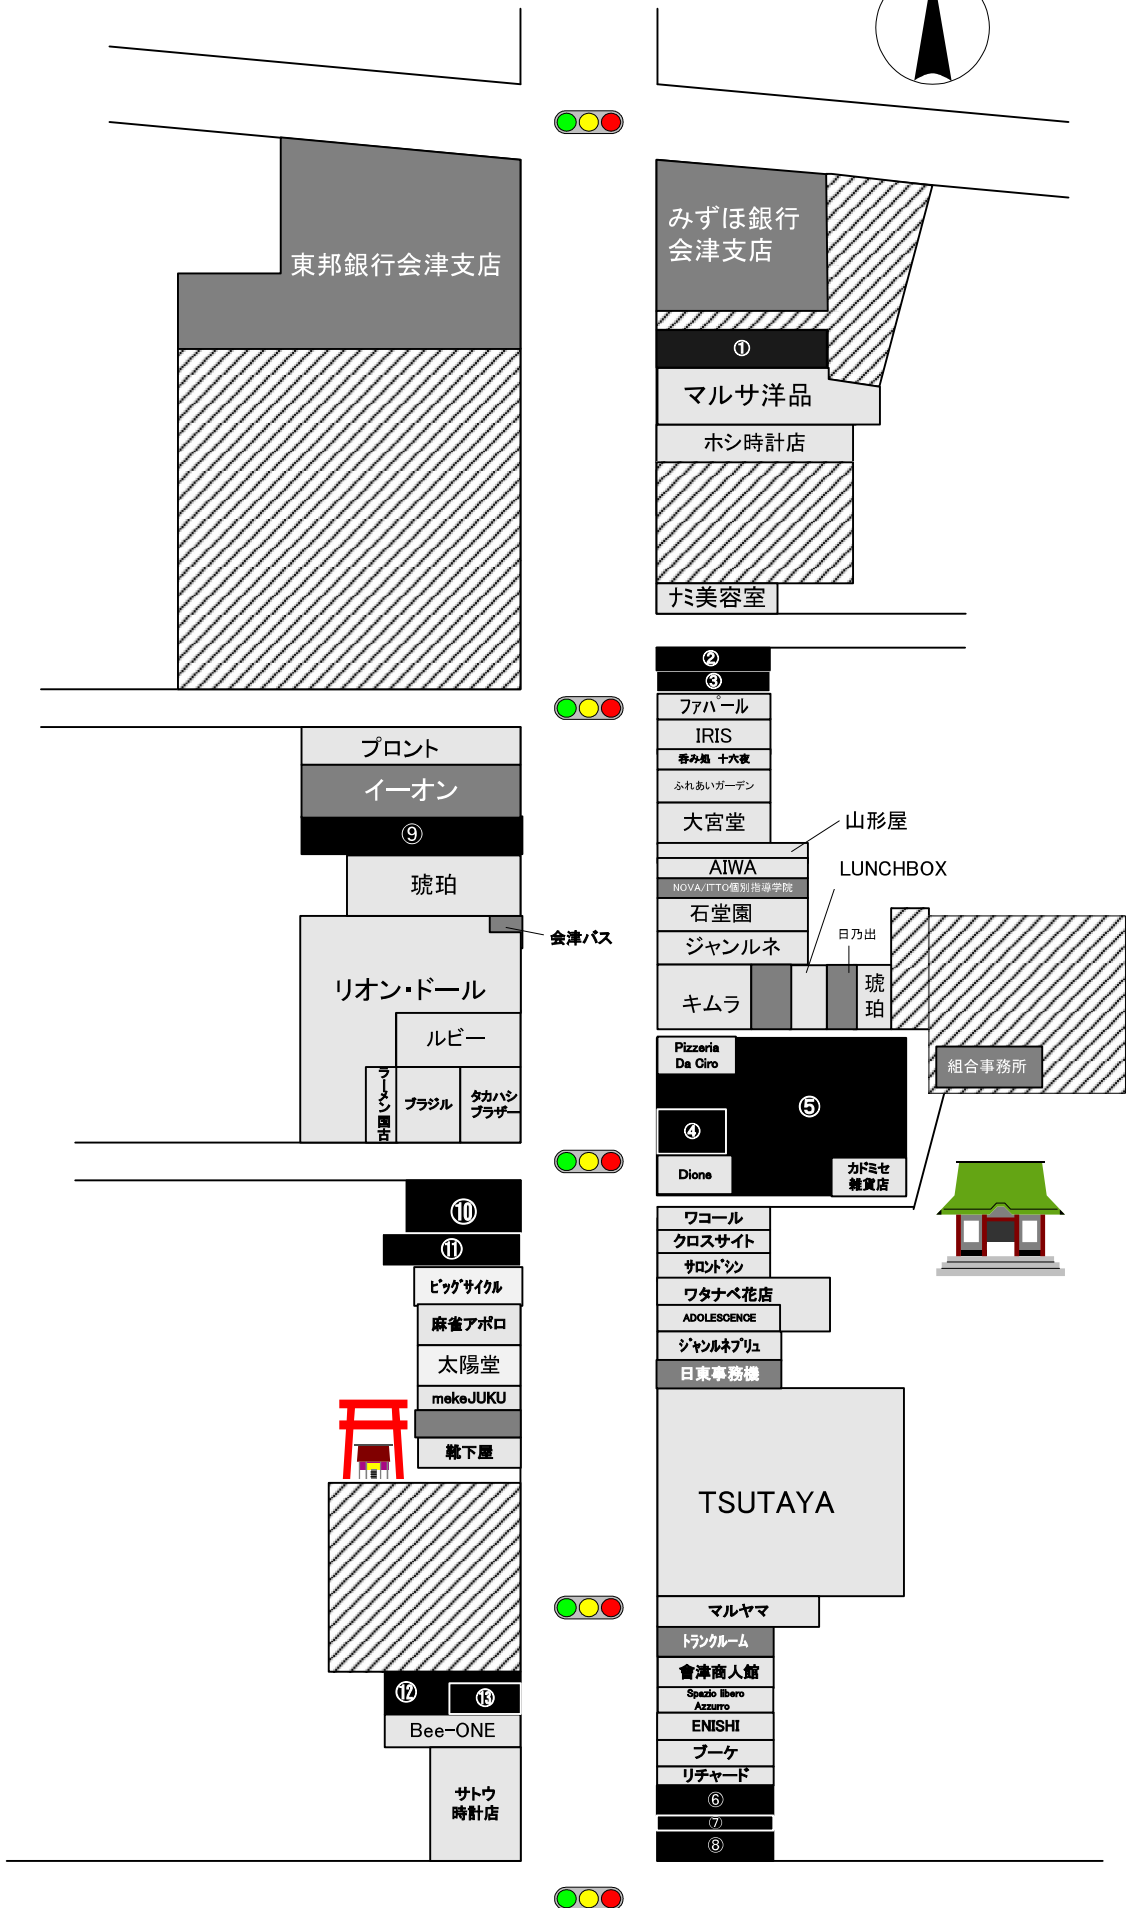 東邦銀行会津支店
みずほ銀行
会津支店
①
マルサ洋品
ホシ時計店
ナミ美容室
②
③
ファバール
IRIS
呑み処 十六夜
ふれあいガーデン
大宮堂
山形屋
AIWA
LUNCHBOX
NOVA/ITTO個別指導学院
石堂園
ジャンルネ
日乃出
キムラ
琥
珀
プロント
イーオン
⑨
琥珀
会津バス
リオン・ドール
ルビー
ラーメン国古
ブラジル
タカハシ
ブラザー
Pizzeria
Da Ciro
⑤
④
Dione
カドミセ
雑貨店
組合事務所
⑩
⑪
ビッグサイクル
麻雀アポロ
太陽堂
mekeJUKU
靴下屋
ワコール
クロスサイト
サロンドシン
ワタナベ花店
ADOLESCENCE
ジャンルネプリュ
日東事務機
TSUTAYA
マルヤマ
トランクルーム
會津商人館
Spazio libero
Azzurro
ENISHI
ブーケ
リチャード
⑥
⑦
⑧
⑫
⑬
Bee-ONE
サトウ
時計店